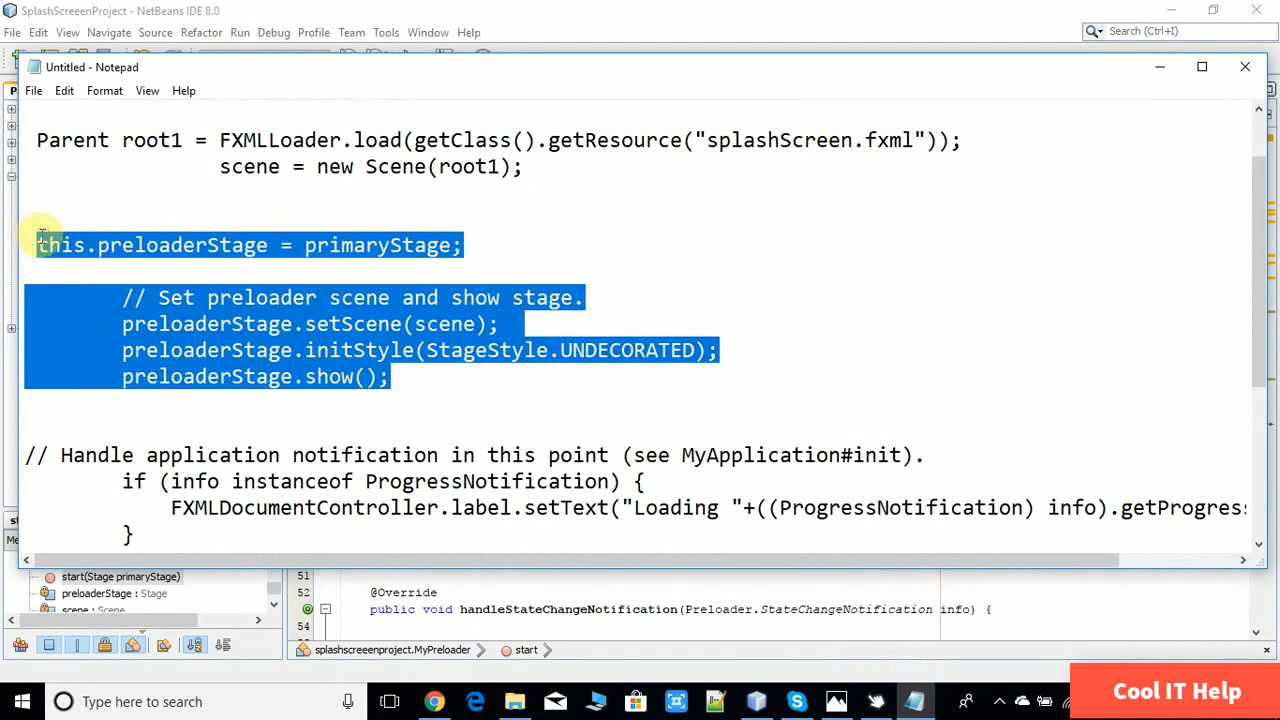 SplashScreeenProject - NetBeans IDE 8.0
File Edit View Navigate Source Refactor Run Debug Profile Team Tools Window Help
Search (Ctrl+I)
Untitled - Notepad
File Edit Format View Help
Parent root1 = FXMLLoader.load(getClass().getResource("splashScreen.fxml"));
scene = new Scene(root1);
this.preloaderStage = primaryStage;
// Set preloader scene and show stage.
preloaderStage.setScene(scene);
preloaderStage.initStyle(StageStyle.UNDECORATED);
preloaderStage.show();
// Handle application notification in this point (see MyApplication#init).
if (info instanceof ProgressNotification) {
FXMLDocumentController.label.setText("Loading "+((ProgressNotification) info).getProgress
}
start(Stage primaryStage)
preloaderStage : Stage
scene : Scene
51
52 @Override
public void handleStateChangeNotification(Preloader.StateChangeNotification info) {
54
splashscreeenproject.MyPreloader
start
Type here to search
Cool IT Help